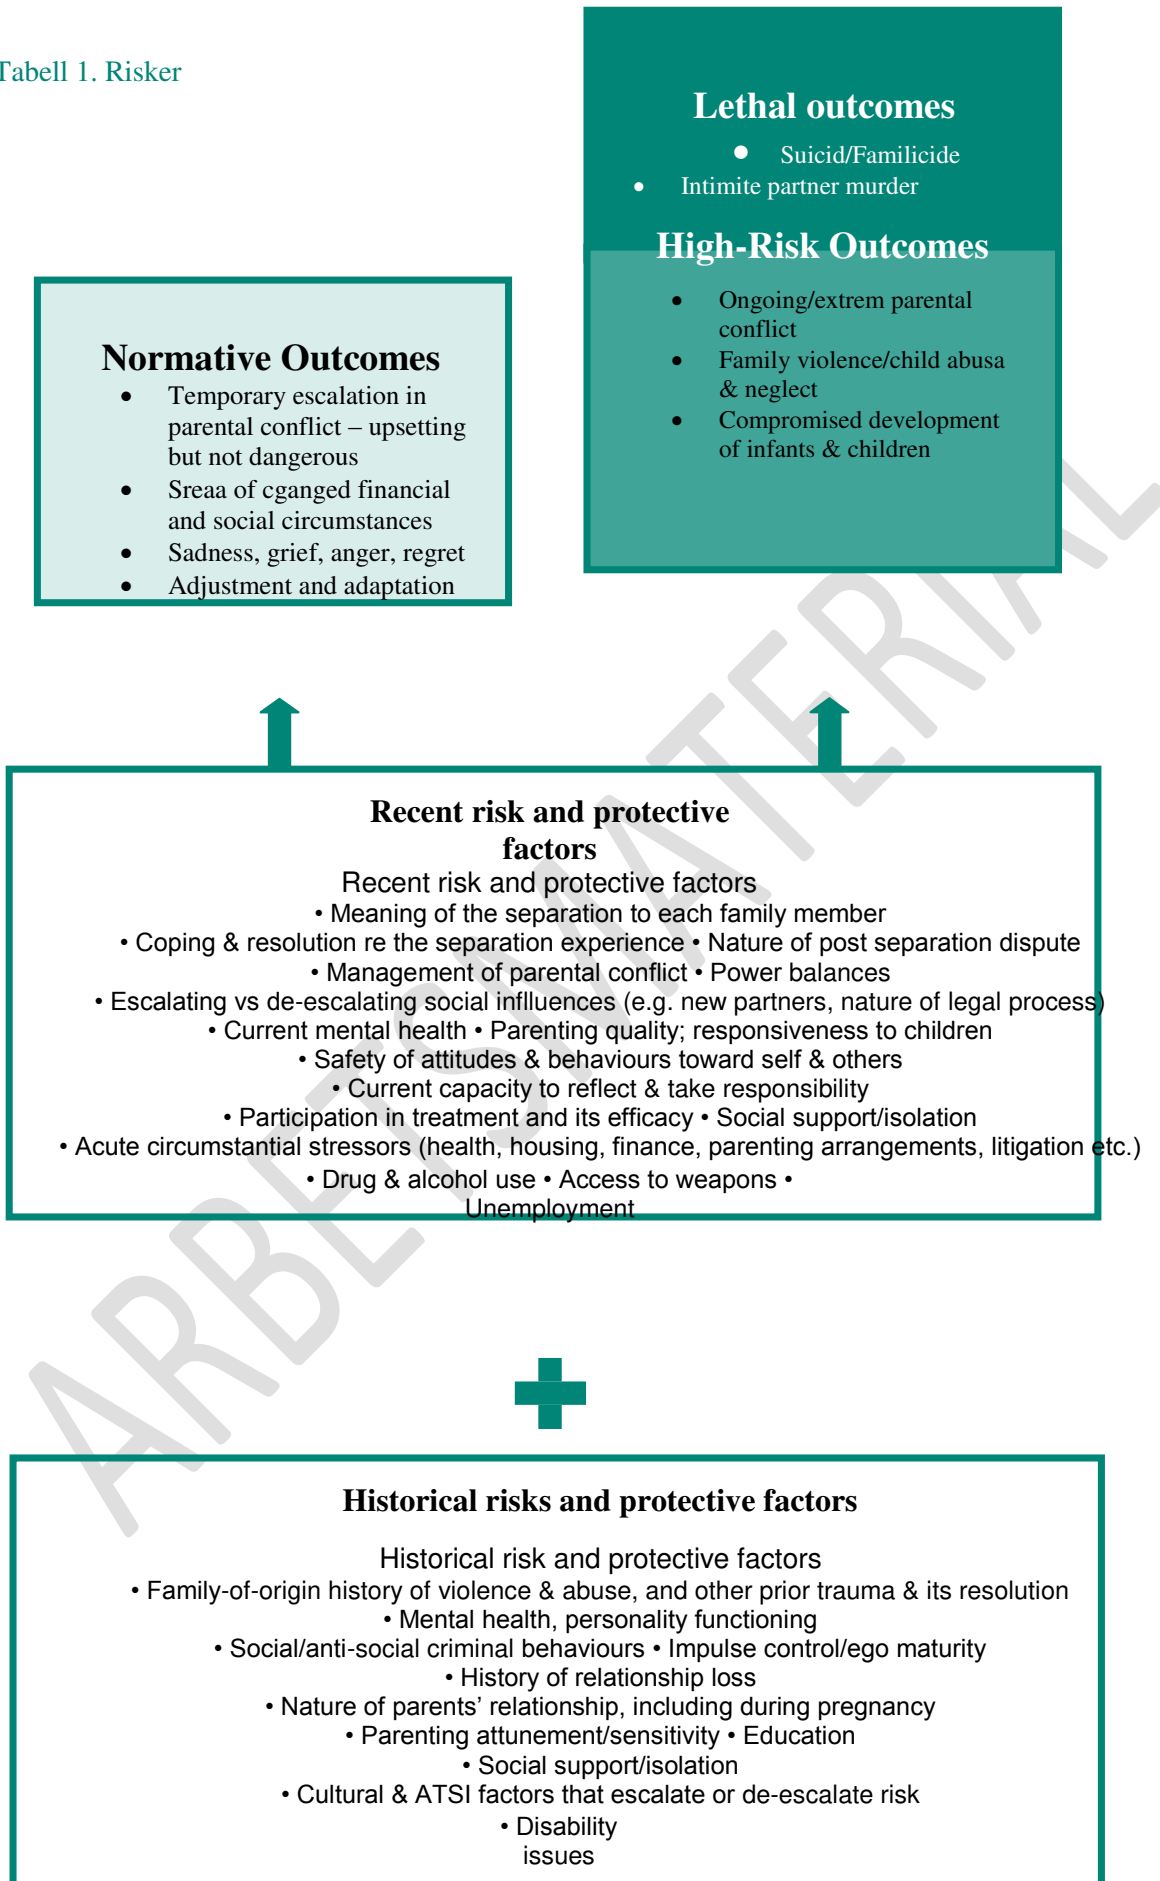 Tabell 1. Risker
Lethal outcomes
• Suicid/Familicide
• Intimite partner murder
High-Risk Outcomes
• Ongoing/extrem parental
conflict
• Family violence/child abusa
& neglect
• Compromised development
of infants & children
Normative Outcomes
• Temporary escalation in
parental conflict – upsetting
but not dangerous
• Sreaa of cganged financial
and social circumstances
• Sadness, grief, anger, regret
• Adjustment and adaptation
Recent risk and protective
factors
Recent risk and protective factors
• Meaning of the separation to each family member
• Coping & resolution re the separation experience • Nature of post separation dispute
• Management of parental conflict • Power balances
• Escalating vs de-escalating social inflluences (e.g. new partners, nature of legal process)
• Current mental health • Parenting quality; responsiveness to children
• Safety of attitudes & behaviours toward self & others
• Current capacity to reflect & take responsibility
• Participation in treatment and its efficacy • Social support/isolation
• Acute circumstantial stressors (health, housing, finance, parenting arrangements, litigation etc.)
• Drug & alcohol use • Access to weapons •
Unemployment
Historical risks and protective factors
Historical risk and protective factors
• Family-of-origin history of violence & abuse, and other prior trauma & its resolution
• Mental health, personality functioning
• Social/anti-social criminal behaviours • Impulse control/ego maturity
• History of relationship loss
• Nature of parents’ relationship, including during pregnancy
• Parenting attunement/sensitivity • Education
• Social support/isolation
• Cultural & ATSI factors that escalate or de-escalate risk
• Disability
issues
ARBETSMATERIAL